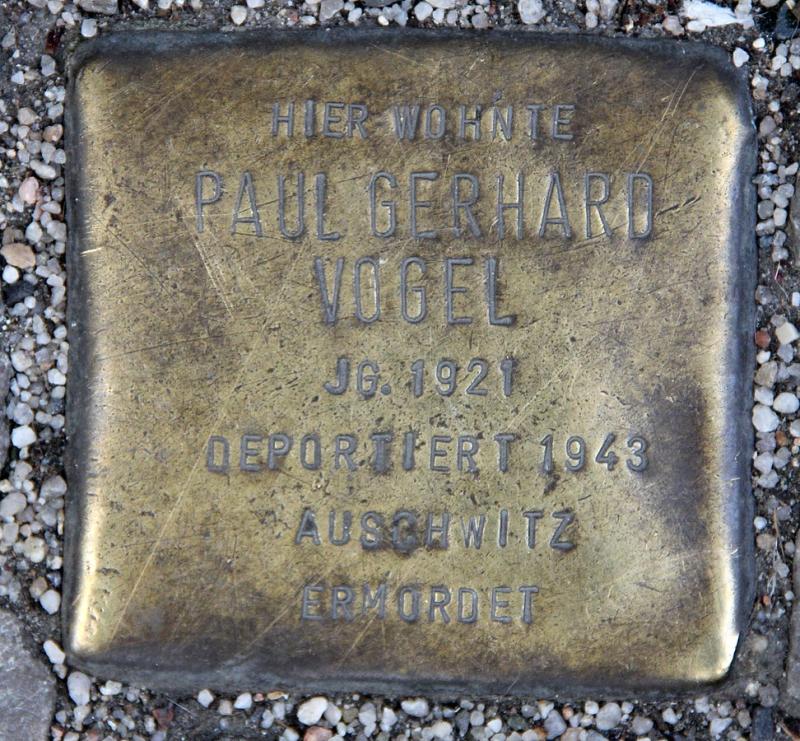 HIER WOHNTE
PAUL GERHARD
VOGEL
JG. 1921
DEPORTIERT 1943
AUSCHWITZ
ERMORDET